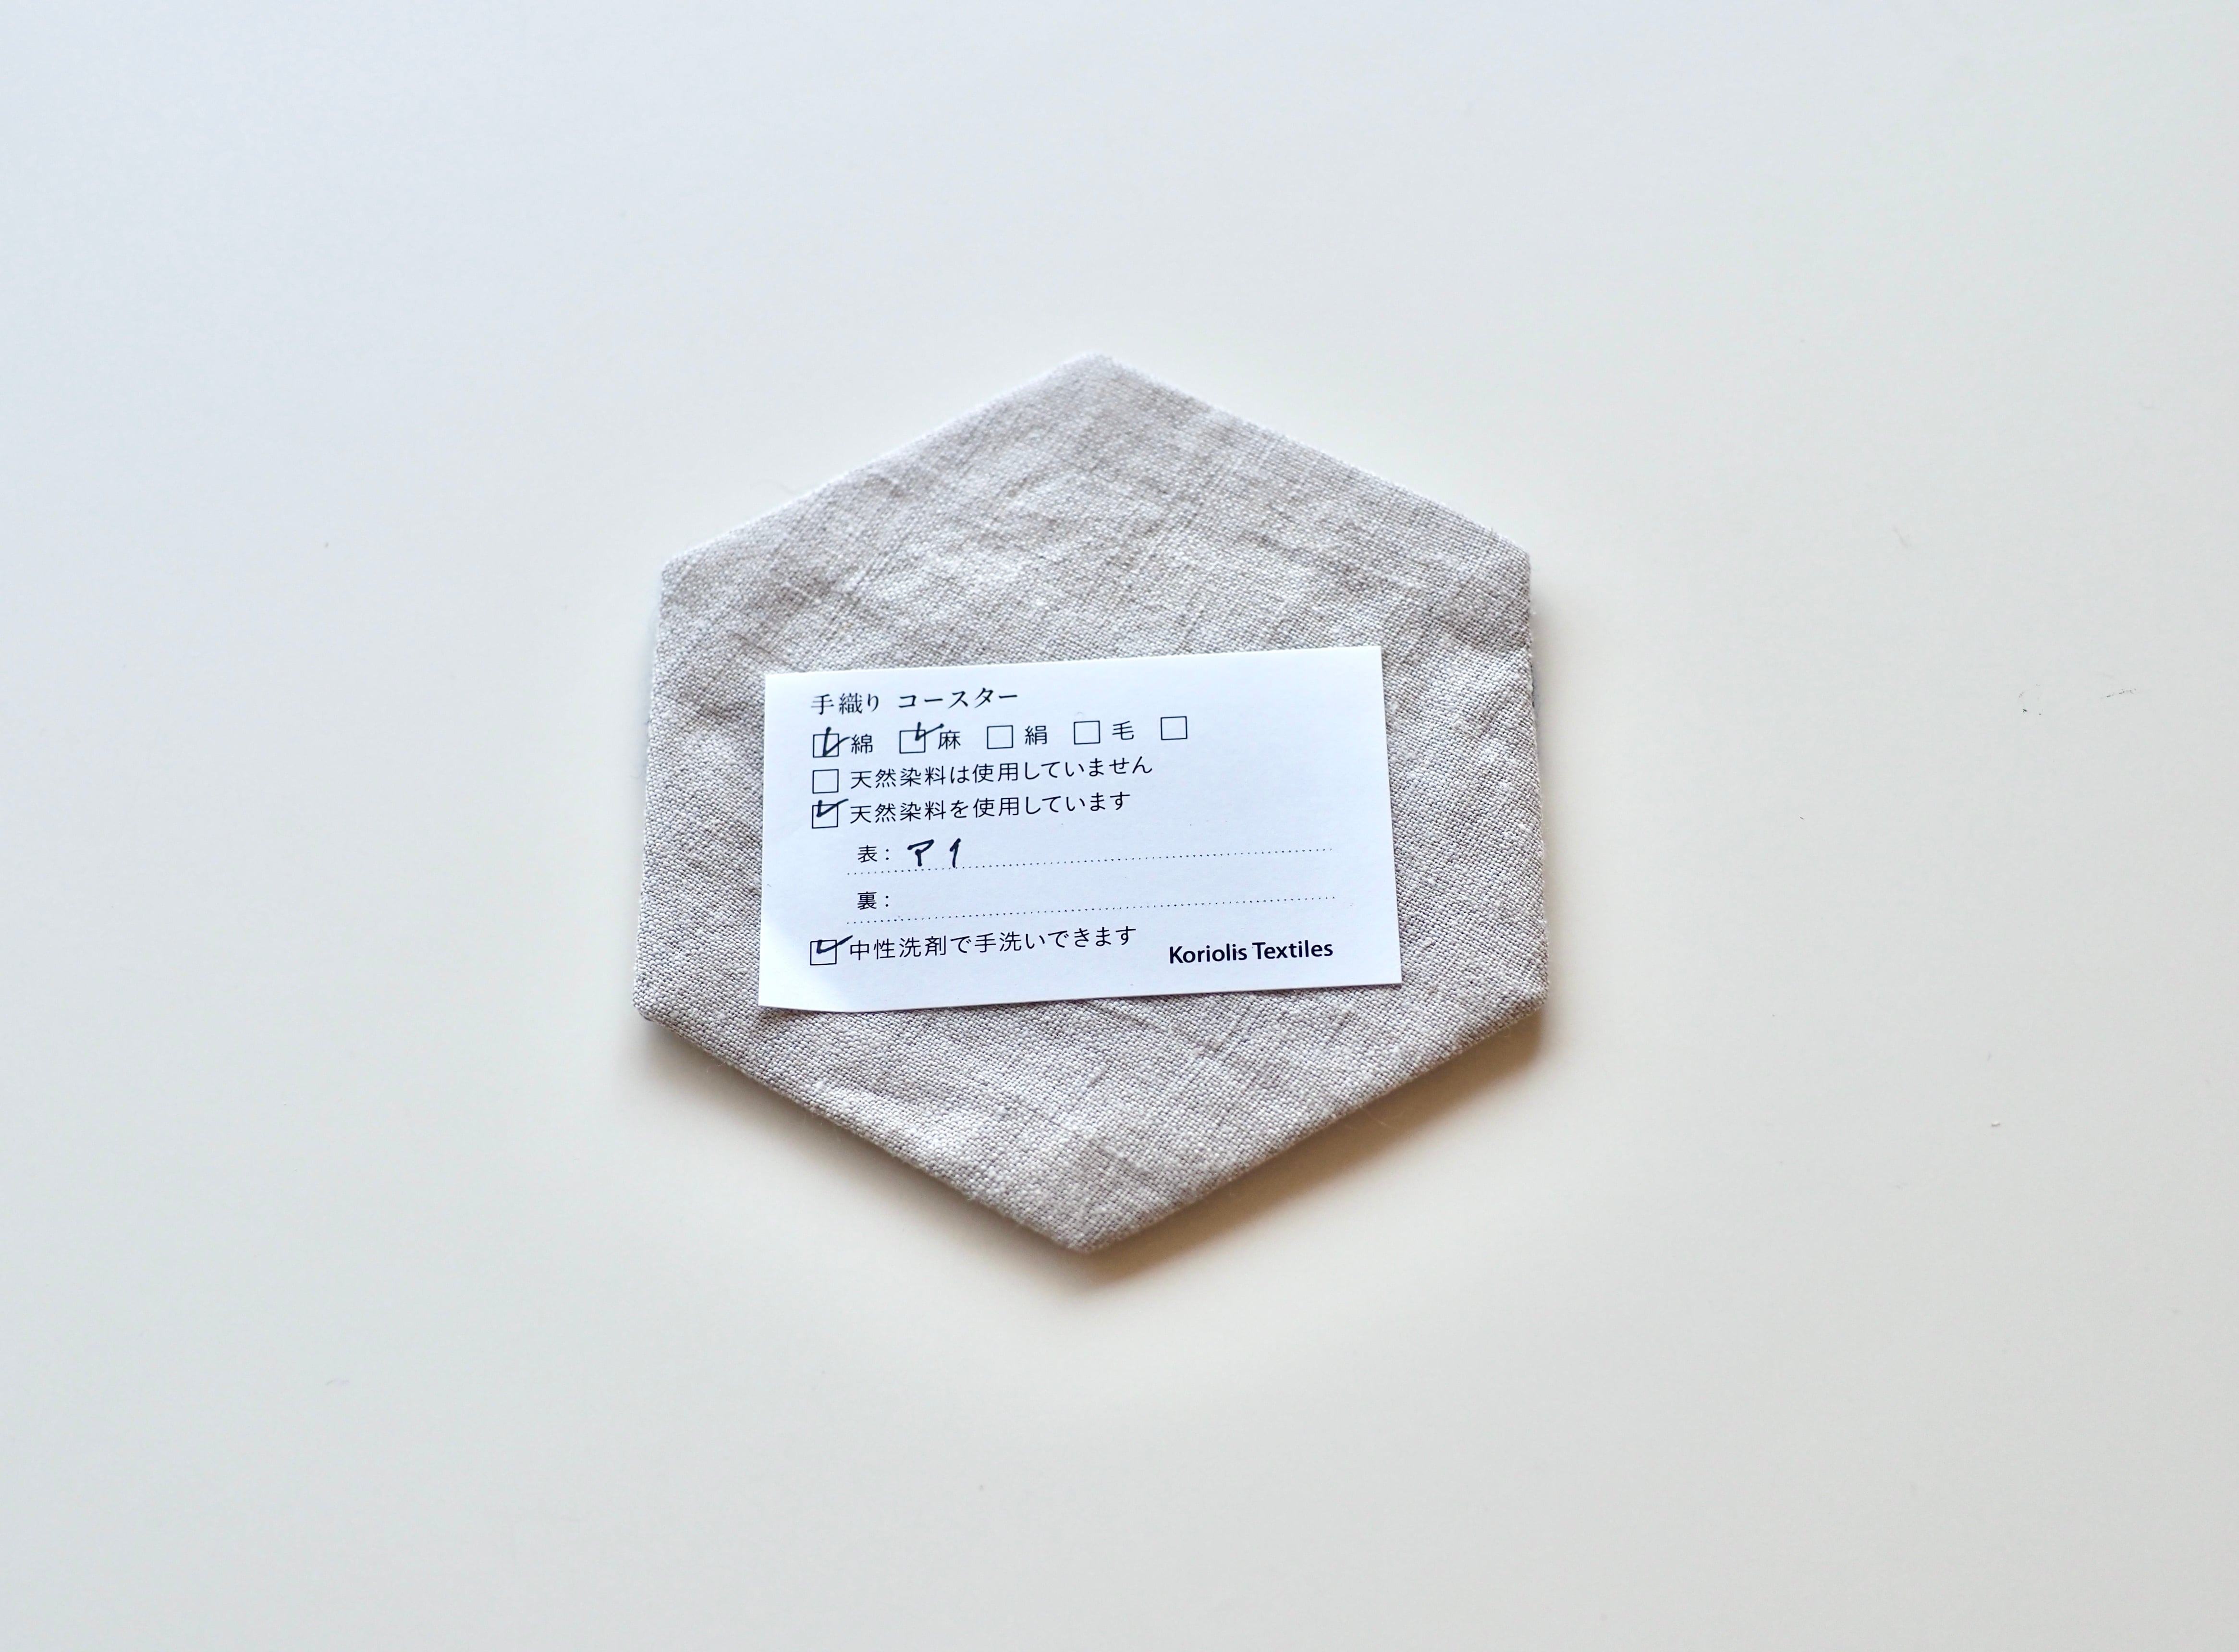 手織り コースター
☑綿 ☑麻 ☐絹 ☐毛 ☐
☐天然染料は使用していません
☑天然染料を使用しています
表：アイ
裏：
☑中性洗剤で手洗いできます
Koriolis Textiles